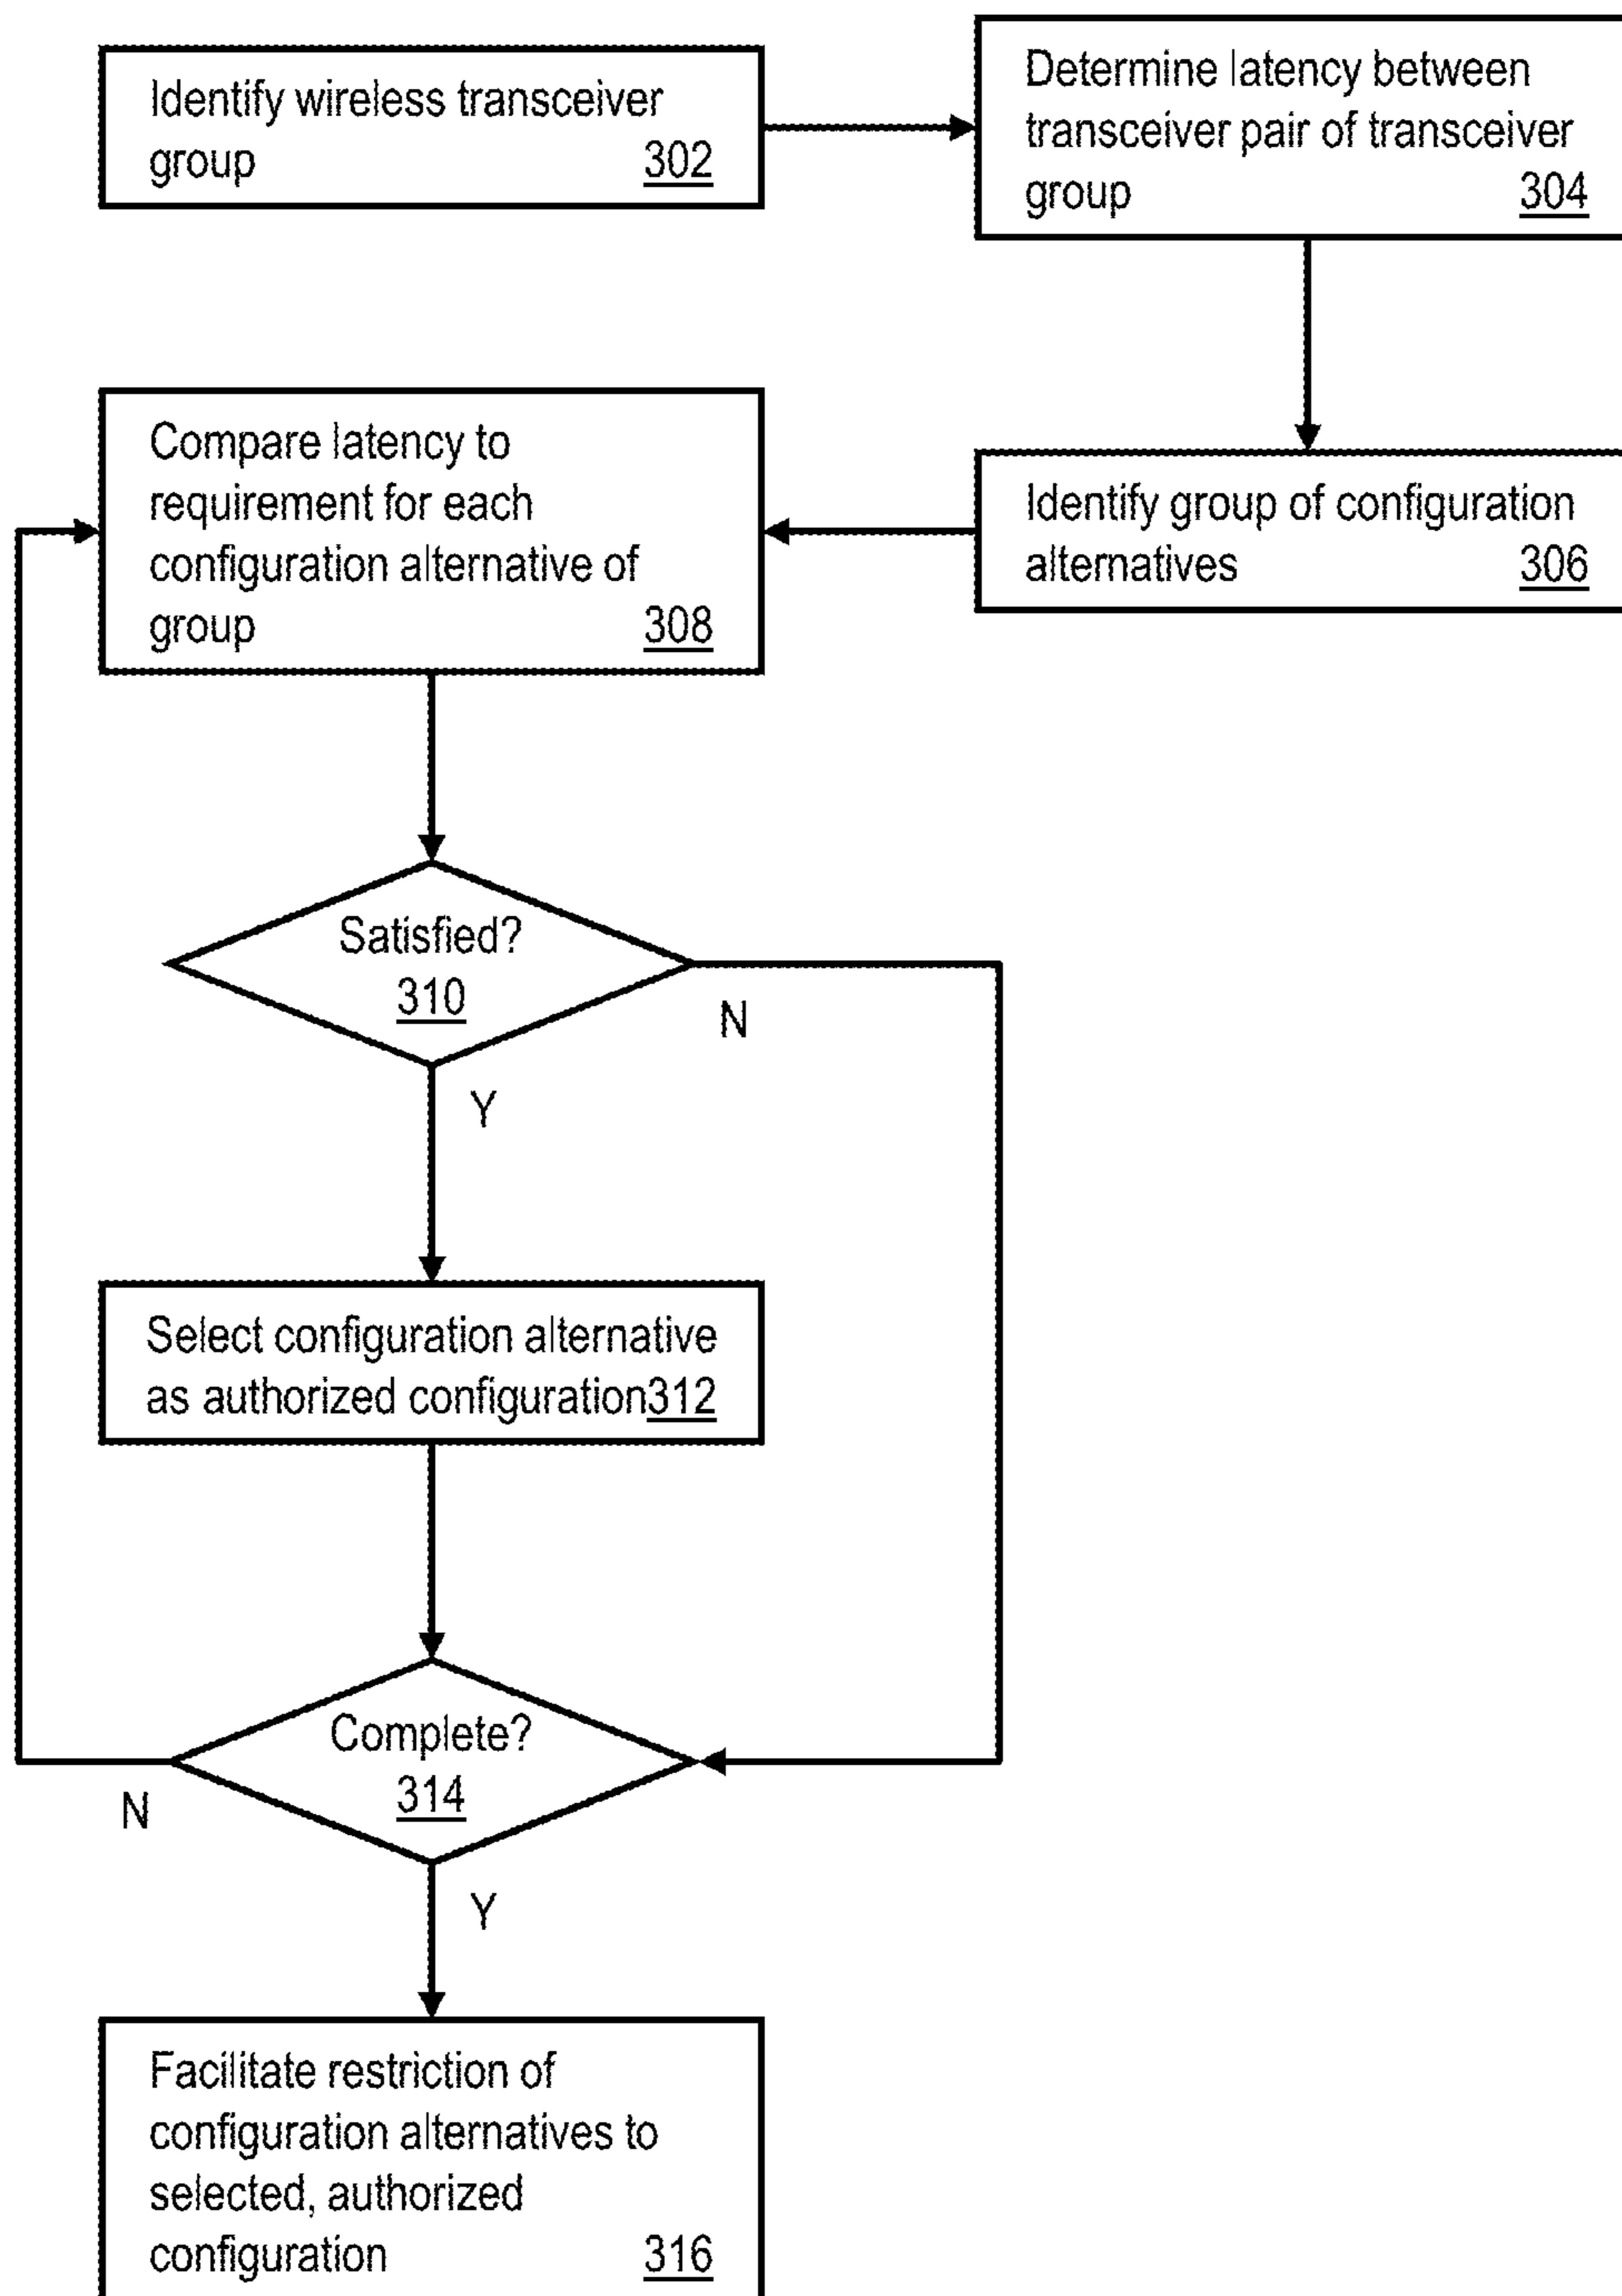 Identify wireless transceiver
group 302
Determine latency between
transceiver pair of transceiver
group 304
Identify group of configuration
alternatives 306
Compare latency to
requirement for each
configuration alternative of
group 308
Satisfied?
310
N
Y
Select configuration alternative
as authorized configuration312
Complete?
314
N
Y
Facilitate restriction of
configuration alternatives to
selected, authorized
configuration 316